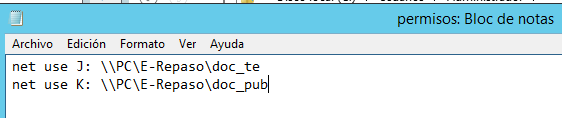 permisos: Bloc de notas
Archivo Edición Formato Ver Ayuda
net use J: \\PC\E-Repaso\doc_te
net use K: \\PC\E-Repaso\doc_pub